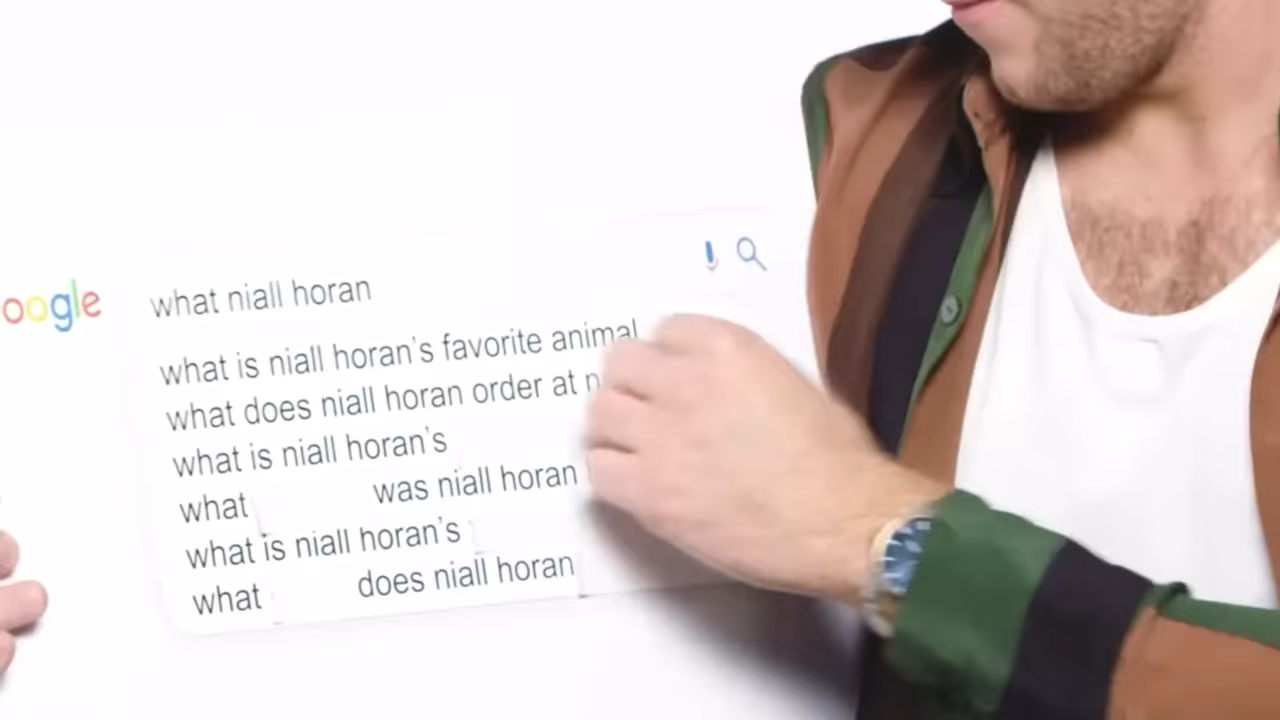 oogle
what niall horan
what is niall horan's favorite animal
what does niall horan order at
what is niall horan's
what was niall horan
what is niall horan's
what does niall horan